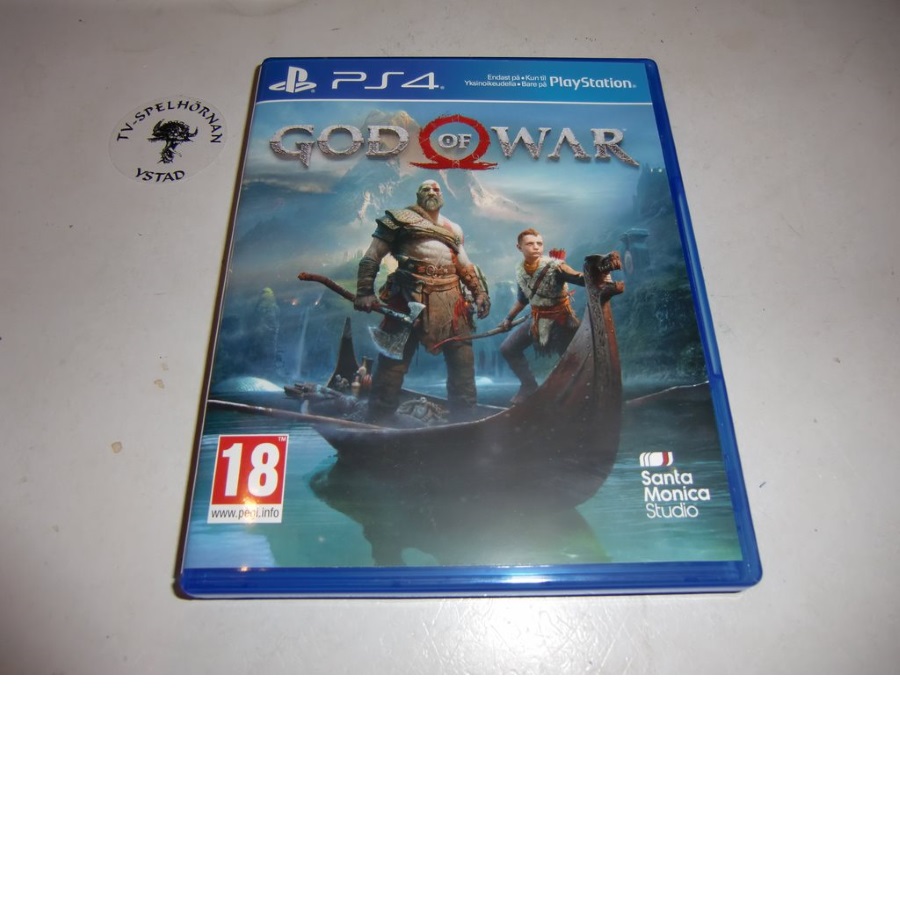 PS4
Endast på • Kun til
Yksinoikeudella • Bare på
PlayStation
TV-SPELHÖRNAN
YSTAD
GOD OF WAR
18
www.pegi.info
Santa
Monica
Studio